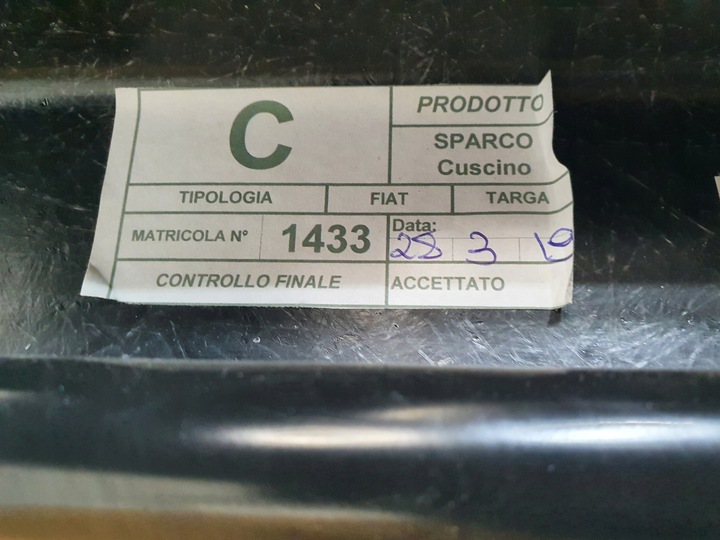 C
PRODOTTO
SPARCO
Cuscino
TIPOLOGIA FIAT TARGA
MATRICOLA N° 1433 Data: 28 3 19
CONTROLLO FINALE ACCETTATO